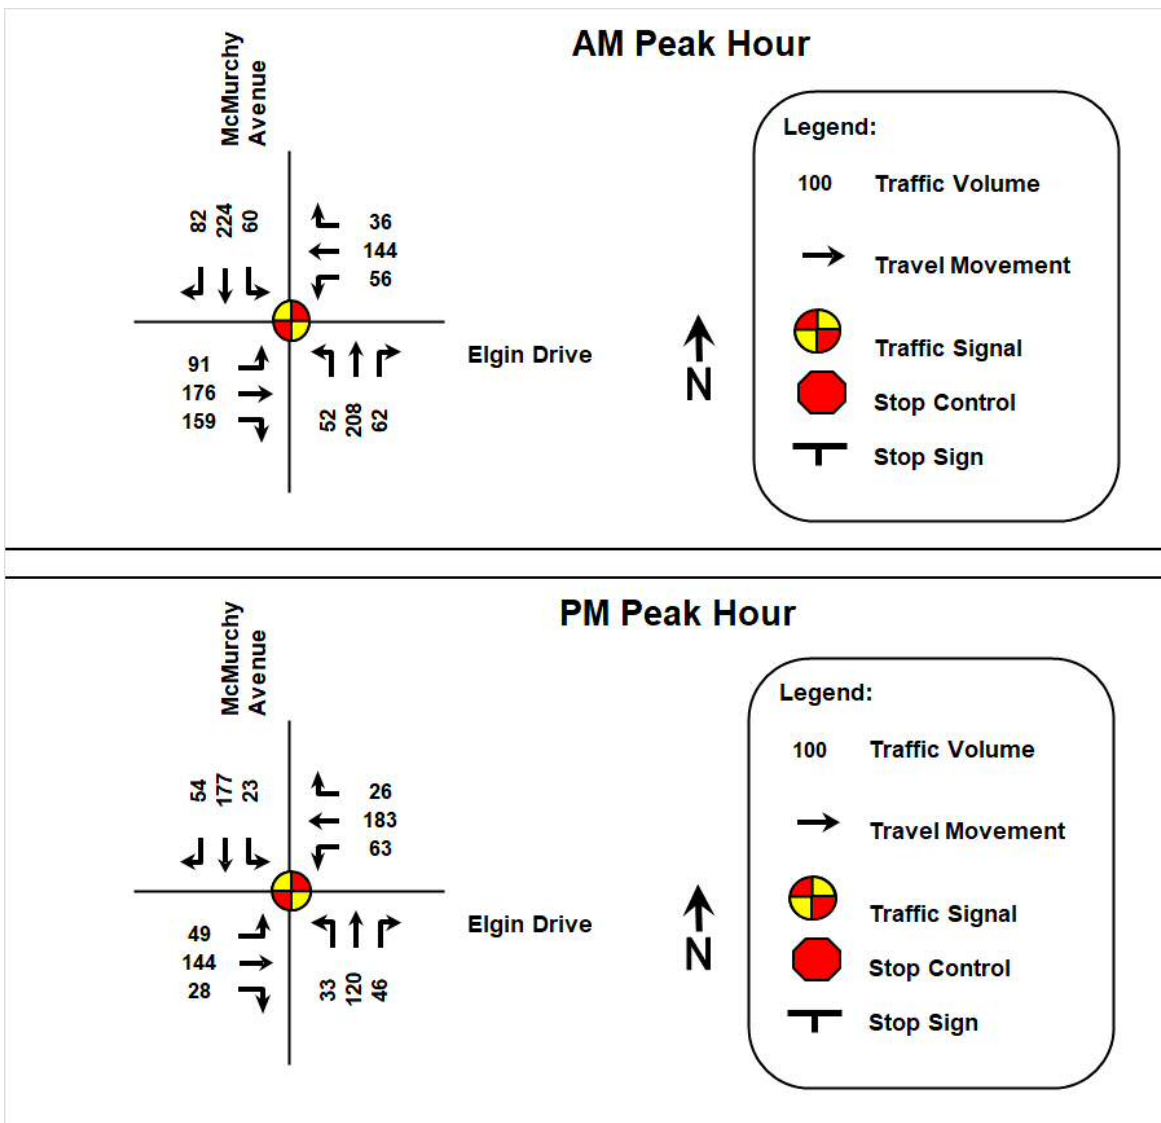 AM Peak Hour
McMurchy
Avenue
82
224
60
36
144
56
91
176
159
52
208
62
Elgin Drive
N
Legend:
100 Traffic Volume
Travel Movement
Traffic Signal
Stop Control
Stop Sign
PM Peak Hour
McMurchy
Avenue
54
177
23
26
183
63
49
144
28
33
120
46
Elgin Drive
N
Legend:
100 Traffic Volume
Travel Movement
Traffic Signal
Stop Control
Stop Sign